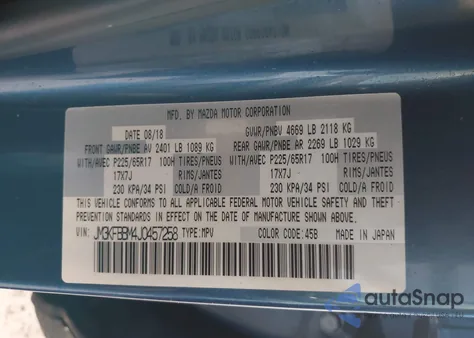 MFD. BY MAZDA MOTOR CORPORATION
DATE 08/18
GVWR/PNBV 4669 LB 2118 KG
FRONT GAWR/PNBE AV 2401 LB 1089 KG
REAR GAWR/PNBE AR 2269 LB 1029 KG
WITH/AVEC P225/65R17 100H TIRES/PNEUS
WITH/AVEC P225/65R17 100H TIRES/PNEUS
17X7J RIMS/JANTES
17X7J RIMS/JANTES
230 KPA/34 PSI COLD/A FROID
230 KPA/34 PSI COLD/A FROID
THIS VEHICLE CONFORMS TO ALL APPLICABLE FEDERAL MOTOR VEHICLE SAFETY AND
THEFT PREVENTION STANDARDS IN EFFECT ON THE DATE OF MANUFACTURE SHOWN ABOVE.
VIN: JM3KFBBM4J0457258 TYPE:MPV COLOR CODE:45B MADE IN JAPAN
autoSnap